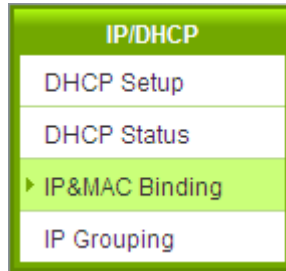 IP/DHCP
DHCP Setup
DHCP Status
IP&MAC Binding
IP Grouping